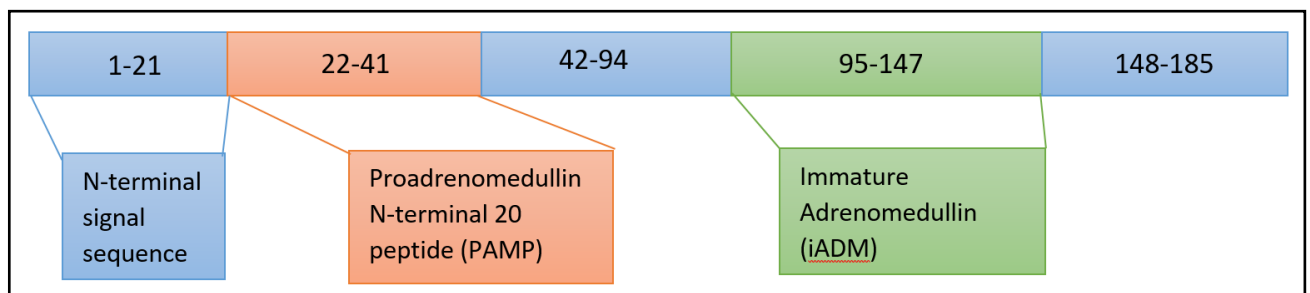 1-21
22-41
42-94
95-147
148-185
N-terminal
signal
sequence
Proadrenomedullin
N-terminal 20
peptide (PAMP)
Immature
Adrenomedullin
(iADM)